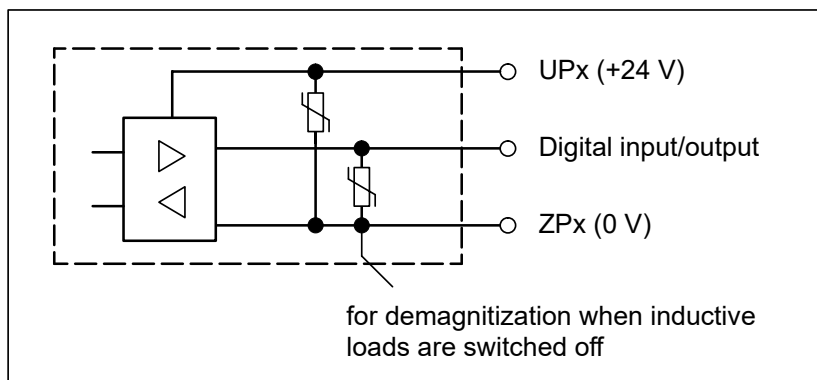 UPx (+24 V)
Digital input/output
ZPx (0 V)
for demagnitization when inductive
loads are switched off